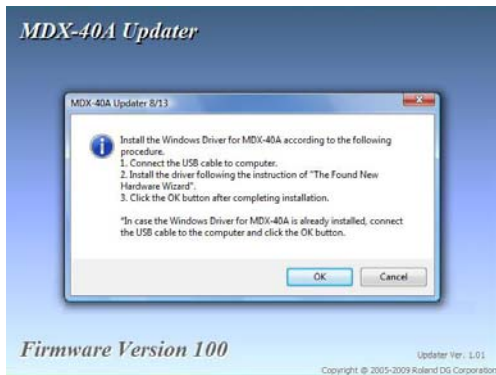 MDX-40A Updater
MDX-40A Updater 8/13
Install the Windows Driver for MDX-40A according to the following
procedure.
1. Connect the USB cable to computer.
2. Install the driver following the instruction of "The Found New
Hardware Wizard".
3. Click the OK button after completing installation.
*In case the Windows Driver for MDX-40A is already installed, connect
the USB cable to the computer and click the OK button.
OK
Cancel
Firmware Version 100
Updater Ver. 1.01
Copyright © 2005-2009 Roland DG Corporation